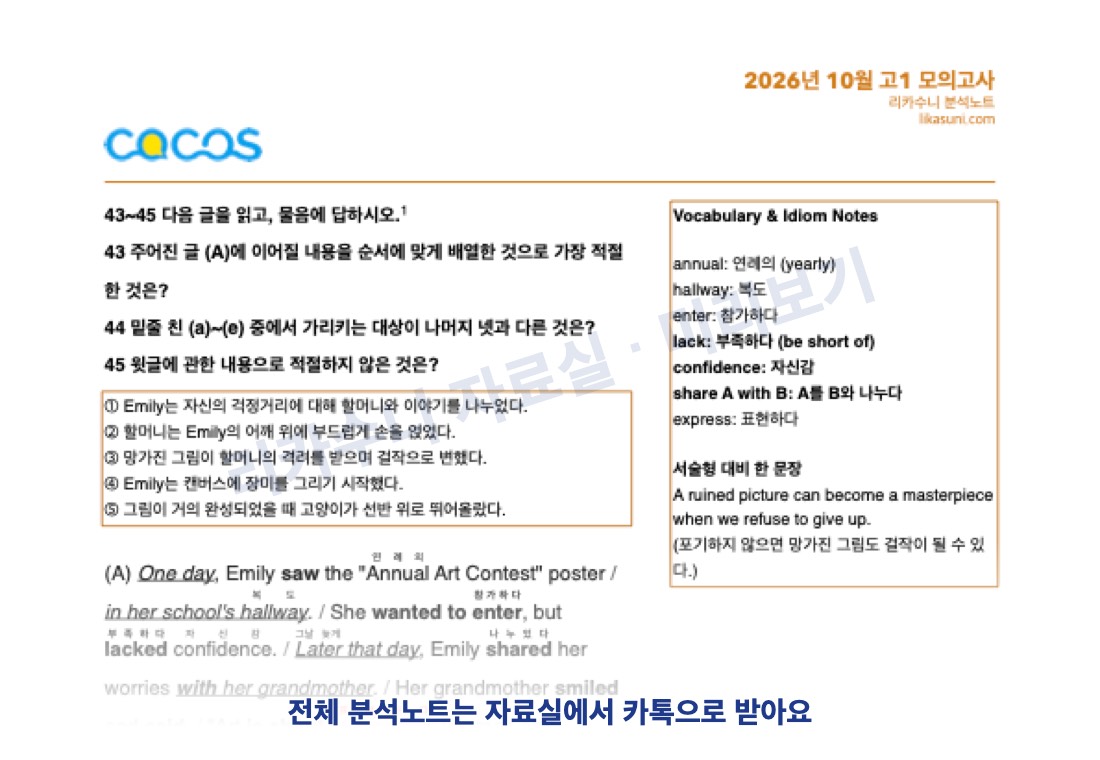 2026년 10월 고1 모의고사
리카수니 분석노트
likasuni.com
cacos
43~45 다음 글을 읽고, 물음에 답하시오.1
43 주어진 글 (A)에 이어질 내용을 순서에 맞게 배열한 것으로 가장 적절
한 것은?
44 밑줄 친 (a)~(e) 중에서 가리키는 대상이 나머지 넷과 다른 것은?
45 윗글에 관한 내용으로 적절하지 않은 것은?
① Emily는 자신의 걱정거리에 대해 할머니와 이야기를 나누었다.
② 할머니는 Emily의 어깨 위에 부드럽게 손을 얹었다.
③ 망가진 그림이 할머니의 격려를 받으며 걸작으로 변했다.
④ Emily는 캔버스에 장미를 그리기 시작했다.
⑤ 그림이 거의 완성되었을 때 고양이가 선반 위로 뛰어올랐다.
연 례 의
(A) One day, Emily saw the "Annual Art Contest" poster /
복 도 참가하다
in her school's hallway. / She wanted to enter, but
부족하다 자 신 감 그날 늦게 나누었다
lacked confidence. / Later that day, Emily shared her
worries with her grandmother. / Her grandmother smiled
Vocabulary & Idiom Notes
annual: 연례의 (yearly)
hallway: 복도
enter: 참가하다
lack: 부족하다 (be short of)
confidence: 자신감
share A with B: A를 B와 나누다
express: 표현하다
서술형 대비 한 문장
A ruined picture can become a masterpiece
when we refuse to give up.
(포기하지 않으면 망가진 그림도 걸작이 될 수 있
다.)
리카수니 자료실 · 미리보기
전체 분석노트는 자료실에서 카톡으로 받아요